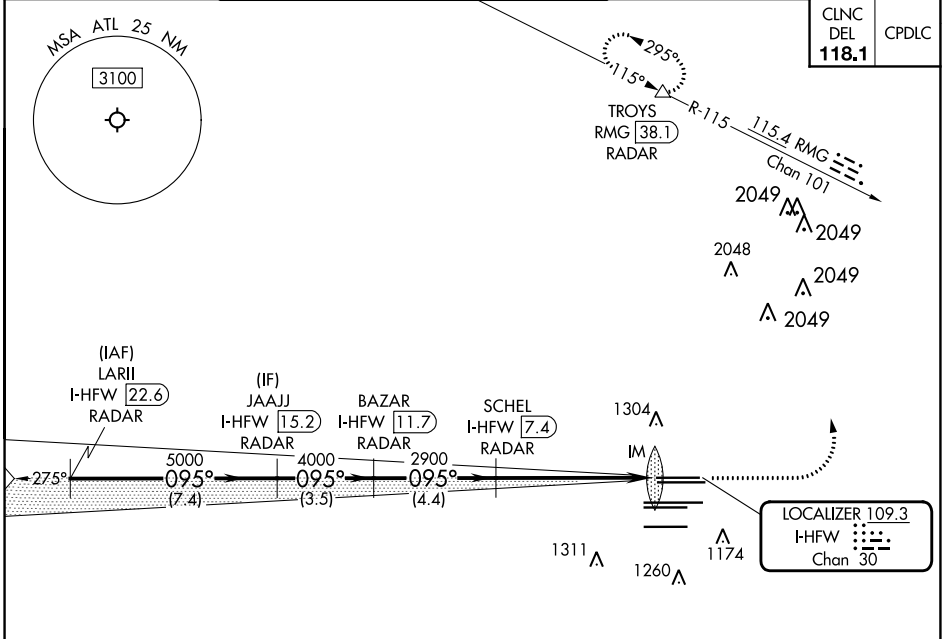 MSA ATL 25 NM
3100
CLNC
DEL
118.1
CPDLC
295°
115°
TROYS
RMG 38.1
RADAR
R-115
115.4 RMG
Chan 101
2049
2049
2048
2049
2049
(IAF)
LARII
I-HFW 22.6
RADAR
(IF)
JAAJJ
I-HFW 15.2
RADAR
BAZAR
I-HFW 11.7
RADAR
SCHEL
I-HFW 7.4
RADAR
1304
IM
275°
5000
095°
(7.4)
4000
095°
(3.5)
2900
095°
(4.4)
LOCALIZER 109.3
I-HFW
Chan 30
1311
1260
1174